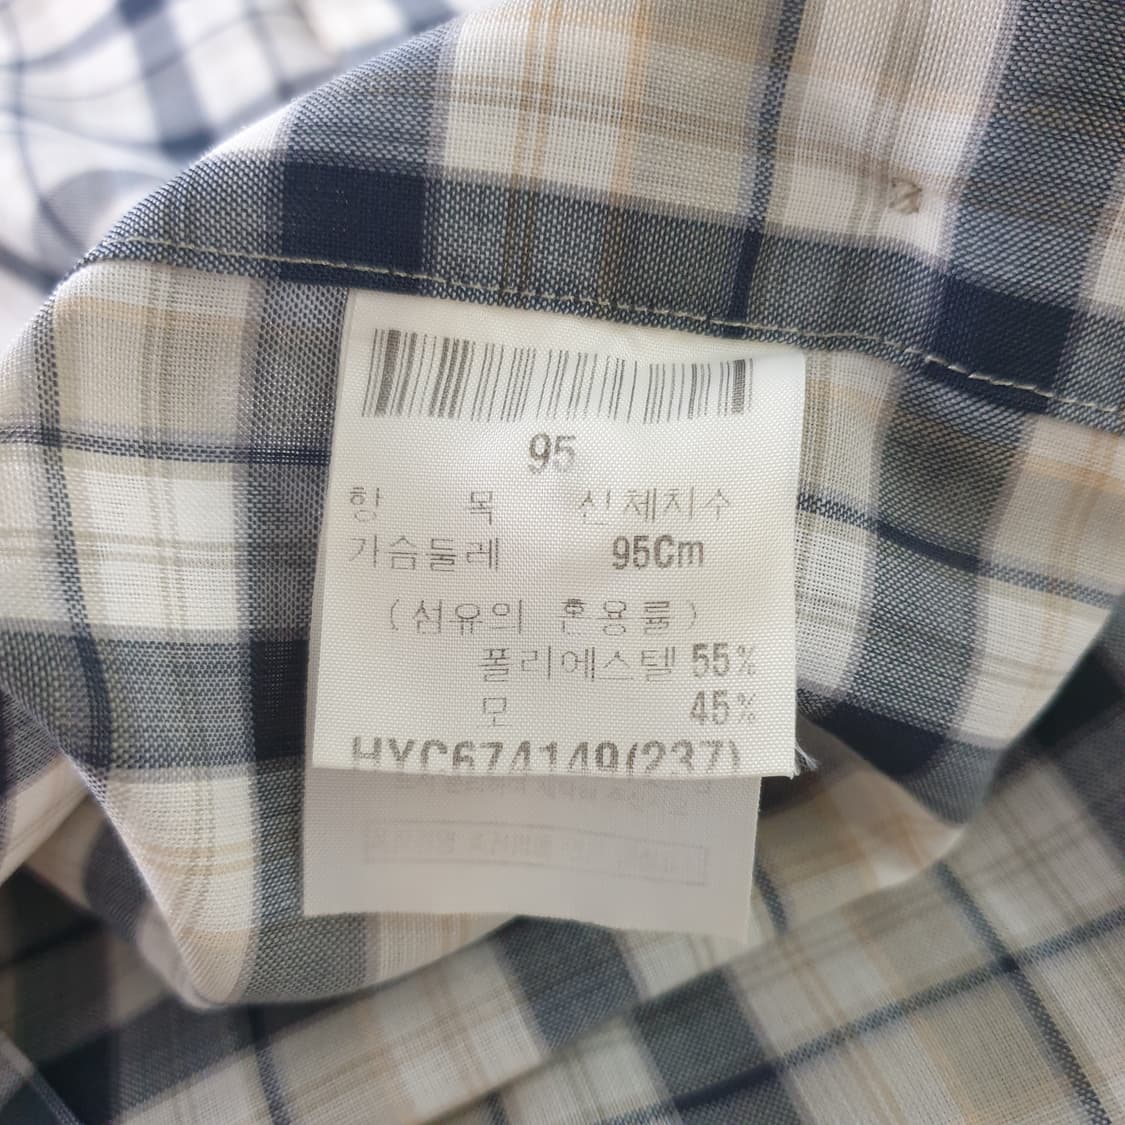 95
항 목 신체치수
가슴둘레 95Cm
(섬유의 혼용률)
폴리에스텔 55%
모 45%
HYC674149(237)